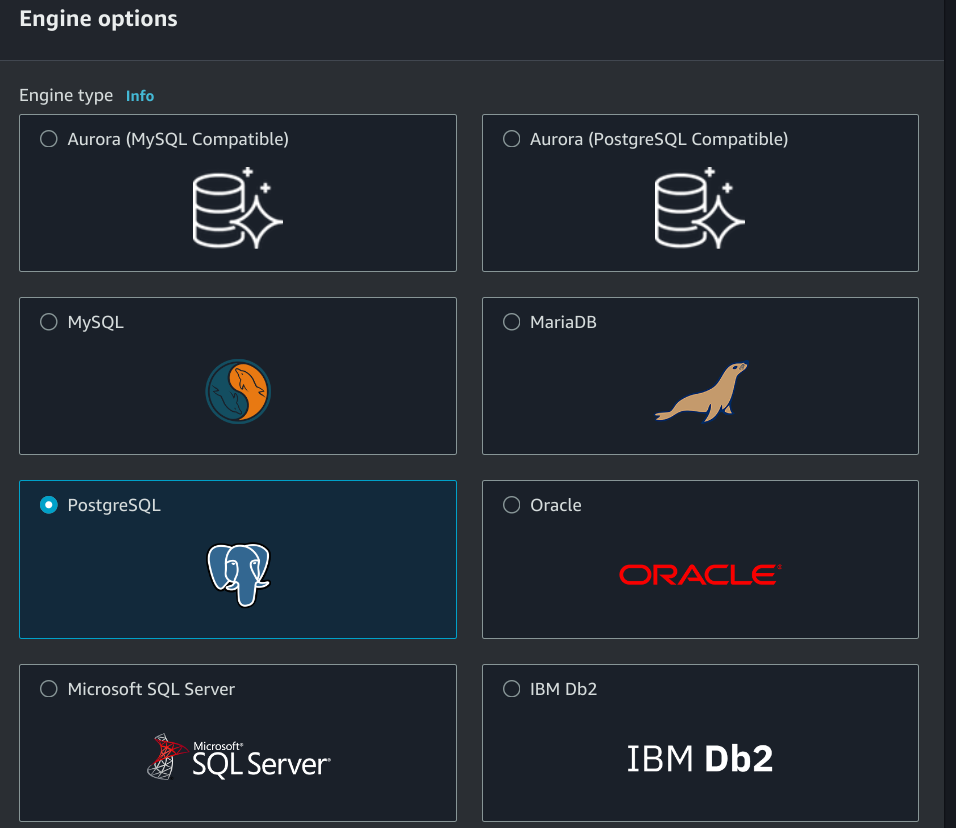 Engine options
Engine type Info
Aurora (MySQL Compatible)
Aurora (PostgreSQL Compatible)
MySQL
MariaDB
PostgreSQL
Oracle
ORACLE
Microsoft SQL Server
IBM Db2
Microsoft®
SQL Server®
IBM Db2